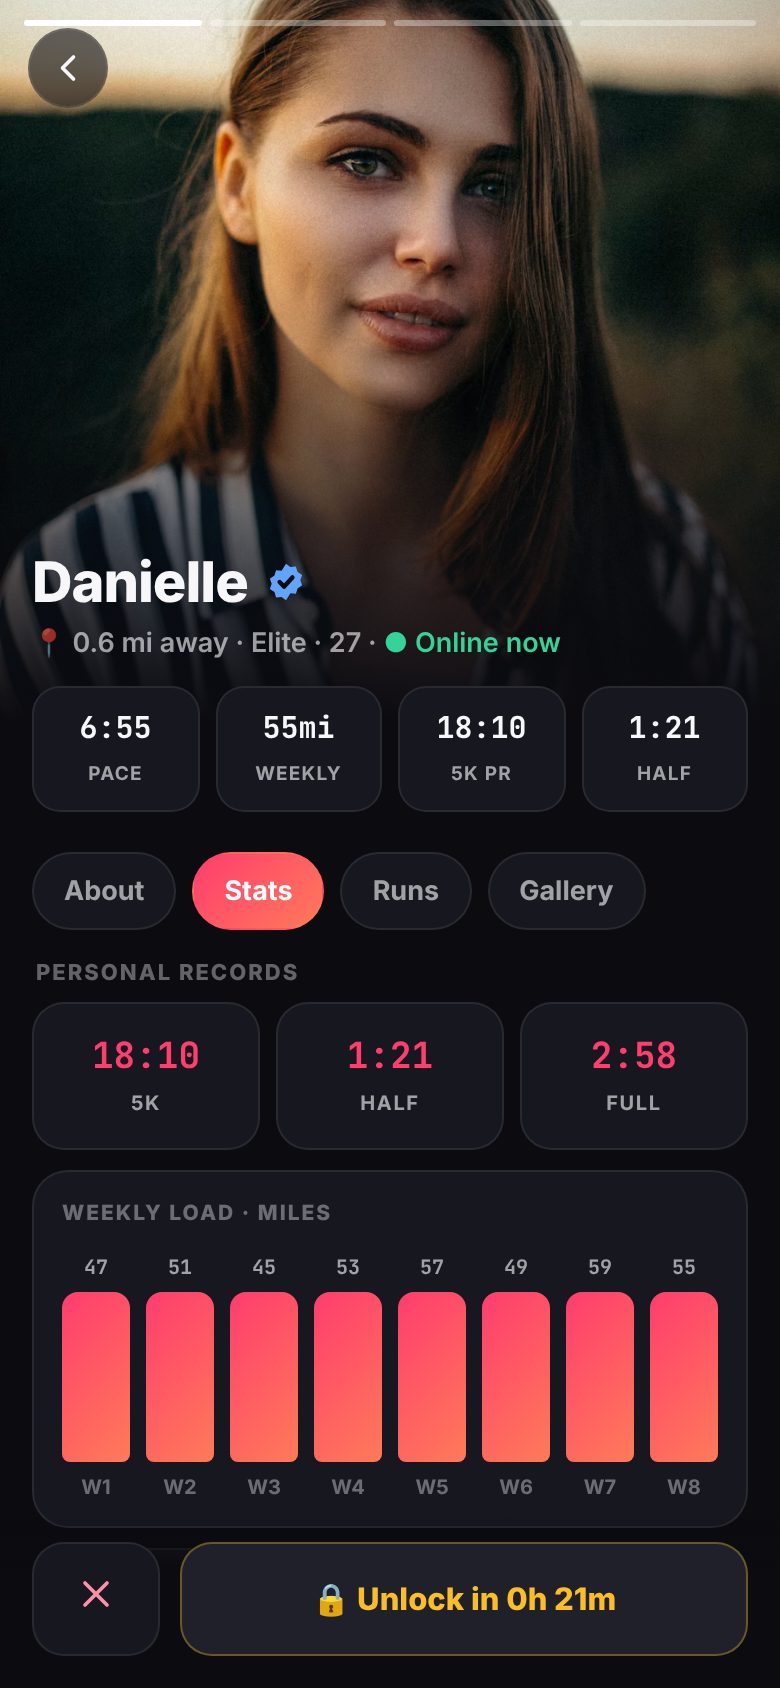 Danielle
📍 0.6 mi away · Elite · 27 · Online now
6:55 55mi 18:10 1:21
PACE WEEKLY 5K PR HALF
About Stats Runs Gallery
PERSONAL RECORDS
18:10 1:21 2:58
5K HALF FULL
WEEKLY LOAD · MILES
47 51 45 53 57 49 59 55
W1 W2 W3 W4 W5 W6 W7 W8
🔒 Unlock in 0h 21m